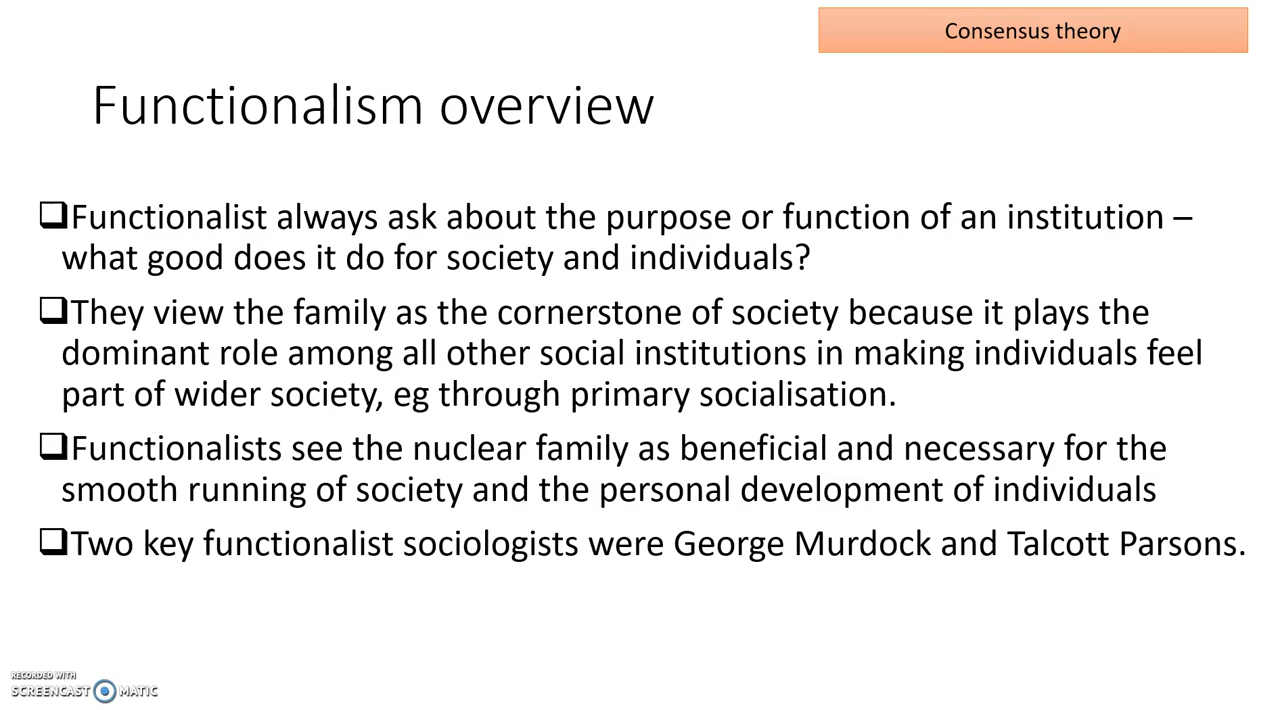 Consensus theory
Functionalism overview
❑Functionalist always ask about the purpose or function of an institution –
what good does it do for society and individuals?
❑They view the family as the cornerstone of society because it plays the
dominant role among all other social institutions in making individuals feel
part of wider society, eg through primary socialisation.
❑Functionalists see the nuclear family as beneficial and necessary for the
smooth running of society and the personal development of individuals
❑Two key functionalist sociologists were George Murdock and Talcott Parsons.
RECORDED WITH
SCREENCAST MATIC